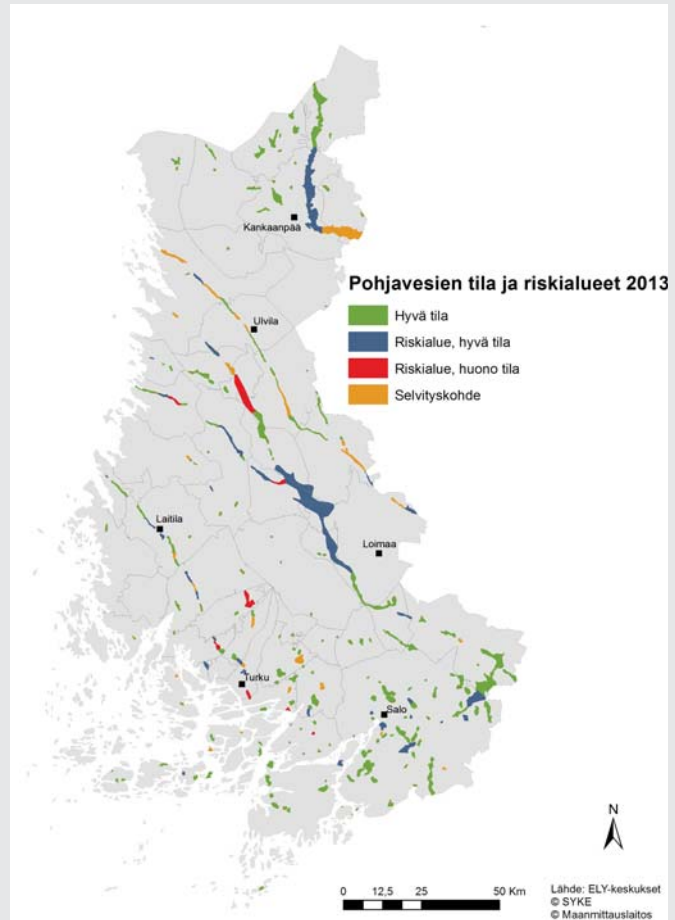 Kankaanpää
Pohjavesien tila ja riskialueet 2013
Hyvä tila
Riskialue, hyvä tila
Riskialue, huono tila
Selvityskohde
Ulvila
Laitila
Loimaa
Turku
Salo
N
0 12,5 25 50 Km
Lähde: ELY-keskukset
© SYKE
© Maanmittauslaitos